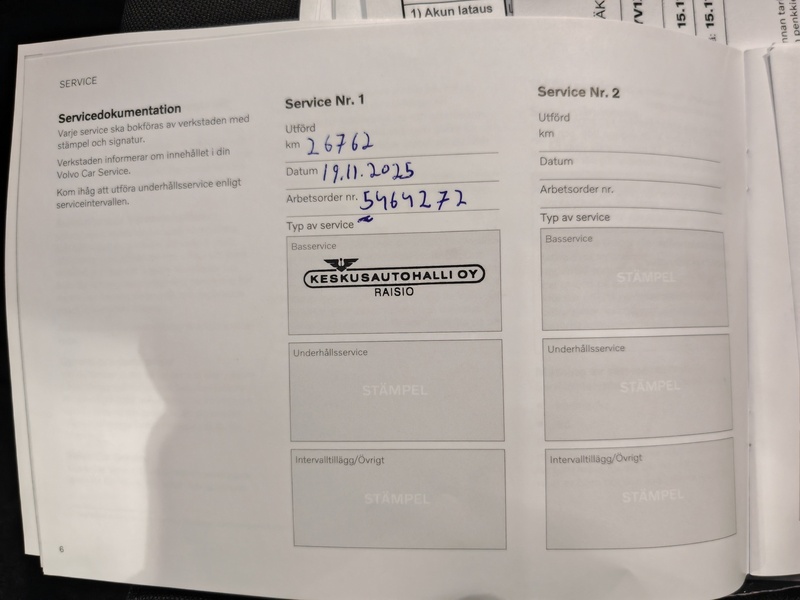 1) Akun lataus
SERVICE
Servicedokumentation
Varje service ska bokföras av verkstaden med
stämpel och signatur.
Verkstaden informerar om innehållet i din
Volvo Car Service.
Kom ihåg att utföra underhållsservice enligt
serviceintervallen.
Service Nr. 1
Utförd
km 26762
Datum 19.11.2025
Arbetsorder nr. 5464272
Typ av service
Basservice
KESKUSAUTOHALLI OY
RAISIO
Underhållsservice
STÄMPEL
Intervalltillägg/Övrigt
STÄMPEL
Service Nr. 2
Utförd
km
Datum
Arbetsorder nr.
Typ av service
Basservice
STÄMPEL
Underhållsservice
STÄMPEL
Intervalltillägg/Övrigt
STÄMPEL
6